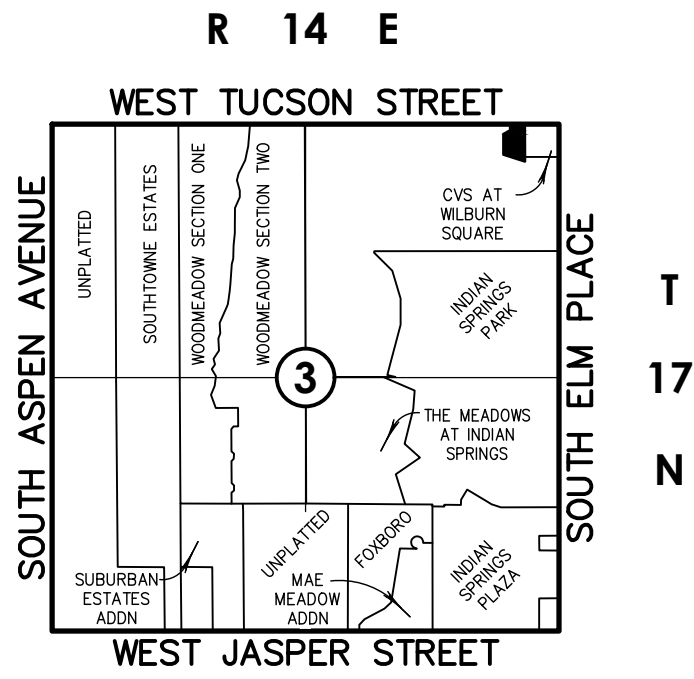 R 14 E
WEST TUCSON STREET
SOUTH ASPEN AVENUE
UNPLATTED
SOUTHTOWNE ESTATES
WOODMEADOW SECTION ONE
WOODMEADOW SECTION TWO
CVS AT
WILBURN
SQUARE
INDIAN
SPRINGS
PARK
SOUTH ELM PLACE
T
17
N
3
THE MEADOWS
AT INDIAN
SPRINGS
SUBURBAN
ESTATES
ADDN
UNPLATTED
MAE
MEADOW
ADDN
FOXBORO
INDIAN
SPRINGS
PLAZA
WEST JASPER STREET